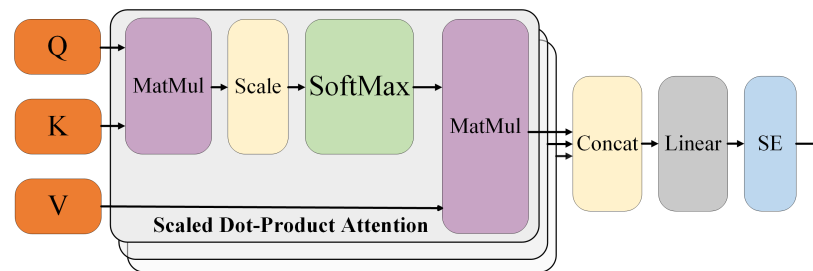 Q
K
V
MatMul
Scale
SoftMax
MatMul
Scaled Dot-Product Attention
Concat
Linear
SE